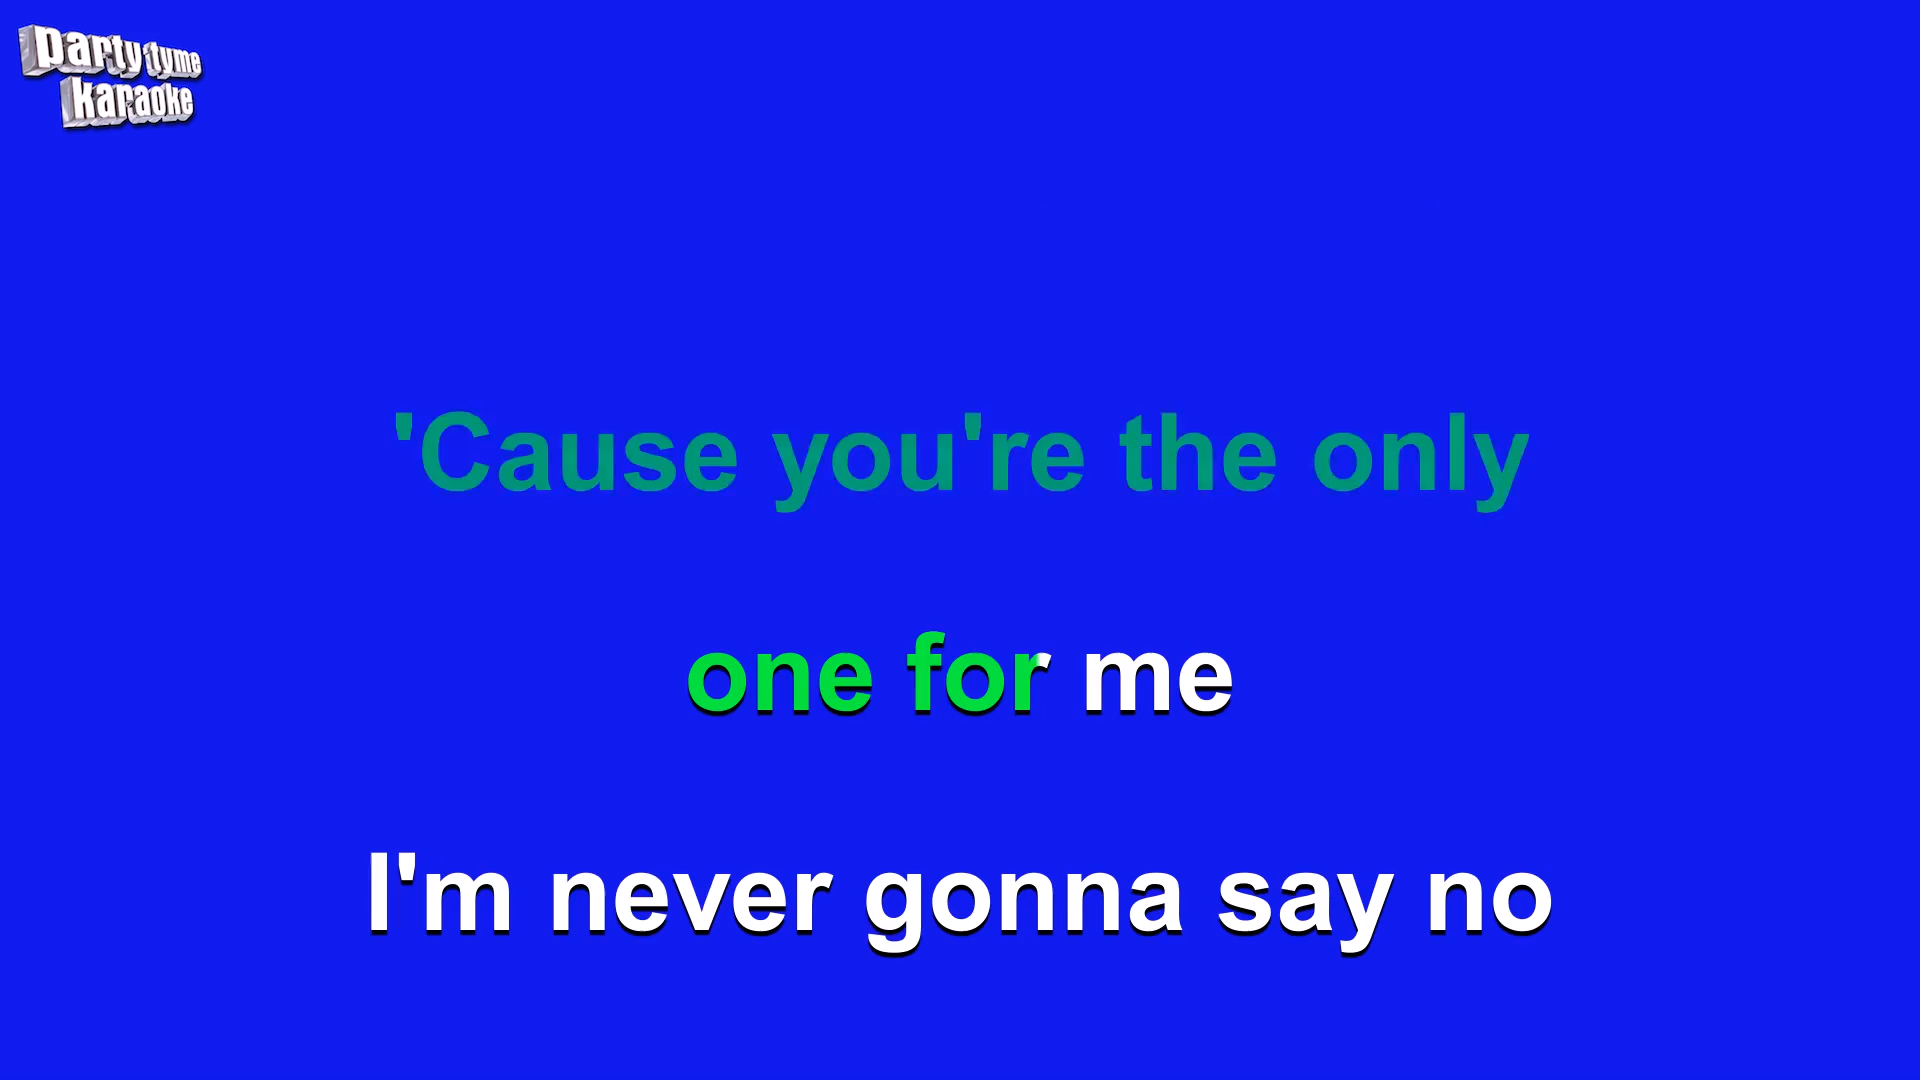 party tyme
karaoke
'Cause you're the only
one for me
I'm never gonna say no